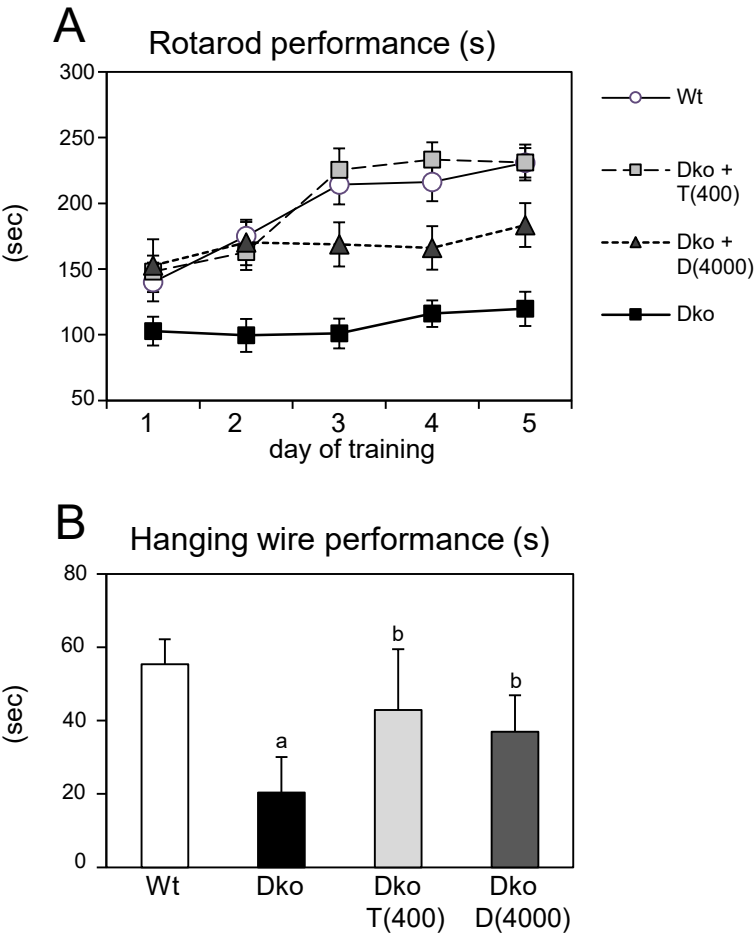 A
Rotarod performance (s)
300
250
200
150
100
50
(sec)
1 2 3 4 5
day of training
Wt
Dko +
T(400)
Dko +
D(4000)
Dko
B
Hanging wire performance (s)
80
60
40
20
0
(sec)
a
b
b
Wt Dko Dko Dko
T(400) D(4000)